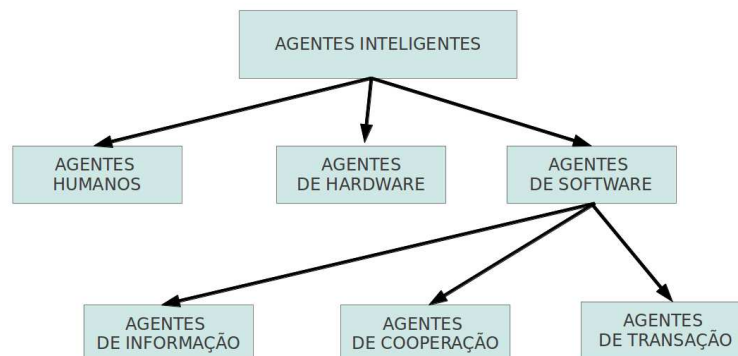 AGENTES INTELIGENTES
AGENTES
HUMANOS
AGENTES
DE HARDWARE
AGENTES
DE SOFTWARE
AGENTES
DE INFORMAÇÃO
AGENTES
DE COOPERAÇÃO
AGENTES
DE TRANSAÇÃO